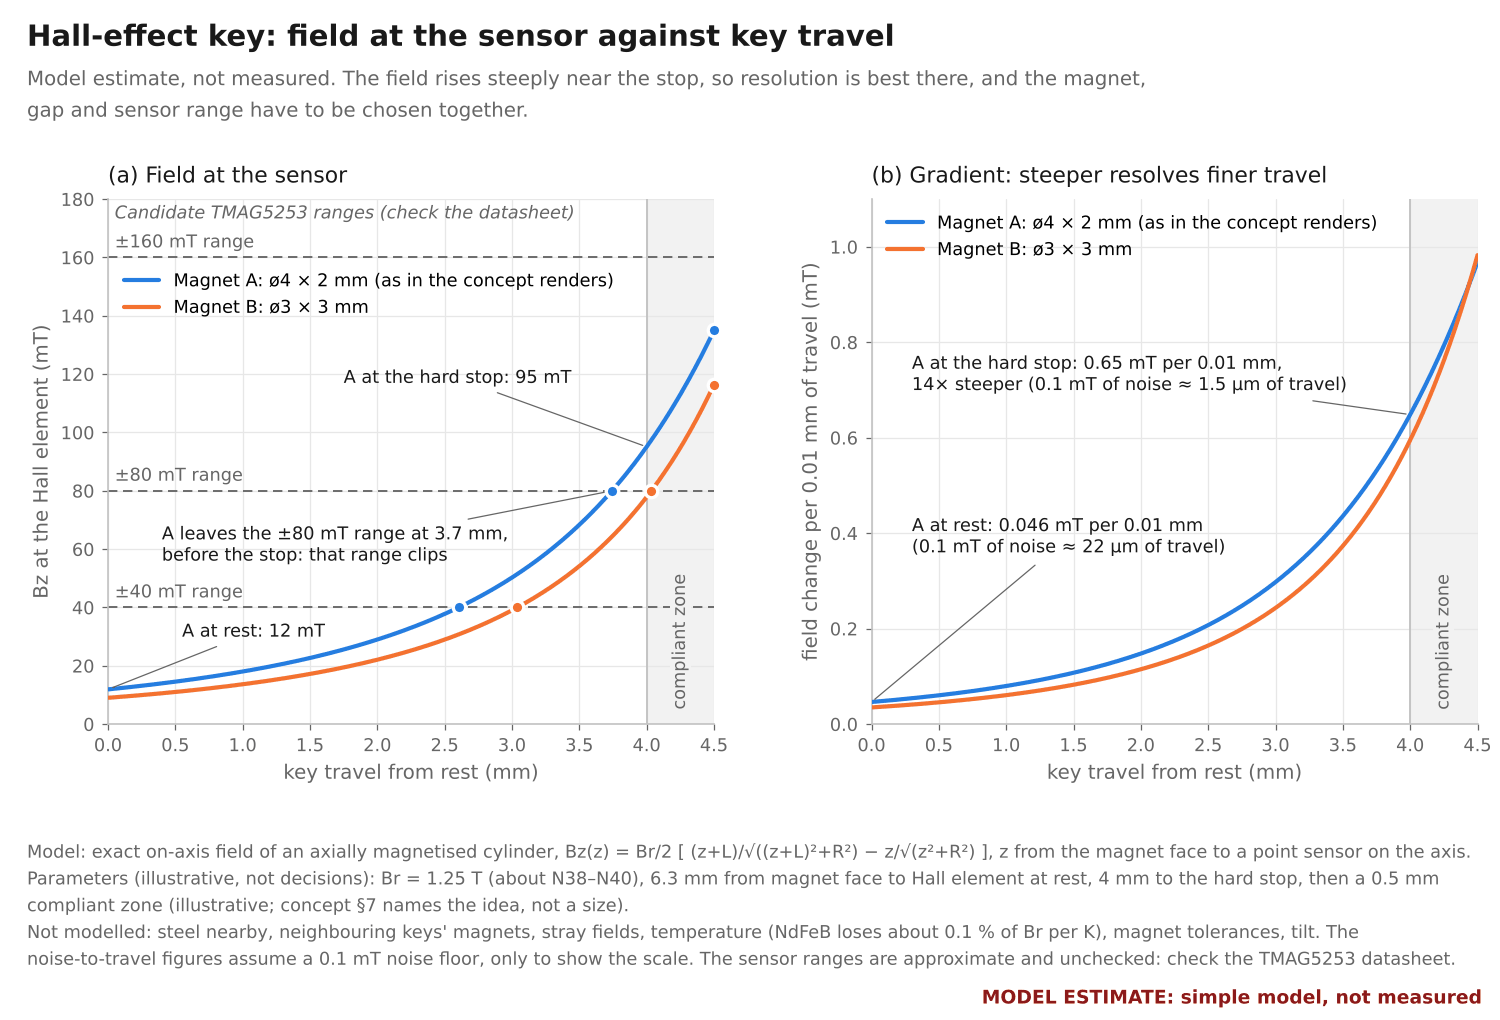 Hall-effect key: field at the sensor against key travel
Model estimate, not measured. The field rises steeply near the stop, so resolution is best there, and the magnet,
gap and sensor range have to be chosen together.
(a) Field at the sensor
Candidate TMAG5253 ranges (check the datasheet)
±160 mT range
Magnet A: ø4 × 2 mm (as in the concept renders)
Magnet B: ø3 × 3 mm
A at the hard stop: 95 mT
±80 mT range
A leaves the ±80 mT range at 3.7 mm,
before the stop: that range clips
±40 mT range
A at rest: 12 mT
compliant zone
Bz at the Hall element (mT)
180
160
140
120
100
80
60
40
20
0
0.0 0.5 1.0 1.5 2.0 2.5 3.0 3.5 4.0 4.5
key travel from rest (mm)
(b) Gradient: steeper resolves finer travel
Magnet A: ø4 × 2 mm (as in the concept renders)
Magnet B: ø3 × 3 mm
A at the hard stop: 0.65 mT per 0.01 mm,
14× steeper (0.1 mT of noise ≈ 1.5 µm of travel)
A at rest: 0.046 mT per 0.01 mm
(0.1 mT of noise ≈ 22 µm of travel)
compliant zone
field change per 0.01 mm of travel (mT)
1.0
0.8
0.6
0.4
0.2
0.0
0.0 0.5 1.0 1.5 2.0 2.5 3.0 3.5 4.0 4.5
key travel from rest (mm)
Model: exact on-axis field of an axially magnetised cylinder, Bz(z) = Br/2 [ (z+L)/√((z+L)²+R²) − z/√(z²+R²) ], z from the magnet face to a point sensor on the axis.
Parameters (illustrative, not decisions): Br = 1.25 T (about N38–N40), 6.3 mm from magnet face to Hall element at rest, 4 mm to the hard stop, then a 0.5 mm
compliant zone (illustrative; concept §7 names the idea, not a size).
Not modelled: steel nearby, neighbouring keys' magnets, stray fields, temperature (NdFeB loses about 0.1 % of Br per K), magnet tolerances, tilt. The
noise-to-travel figures assume a 0.1 mT noise floor, only to show the scale. The sensor ranges are approximate and unchecked: check the TMAG5253 datasheet.
MODEL ESTIMATE: simple model, not measured